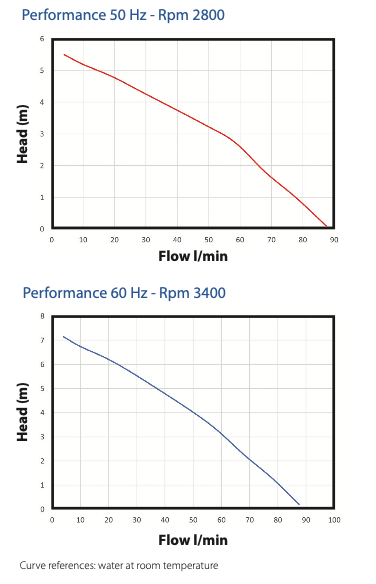 Performance 50 Hz - Rpm 2800
6
5
4
3
2
1
0
Head (m)
0 10 20 30 40 50 60 70 80 90
Flow l/min
Performance 60 Hz - Rpm 3400
8
7
6
5
4
3
2
1
0
Head (m)
0 10 20 30 40 50 60 70 80 90 100
Flow l/min
Curve references: water at room temperature